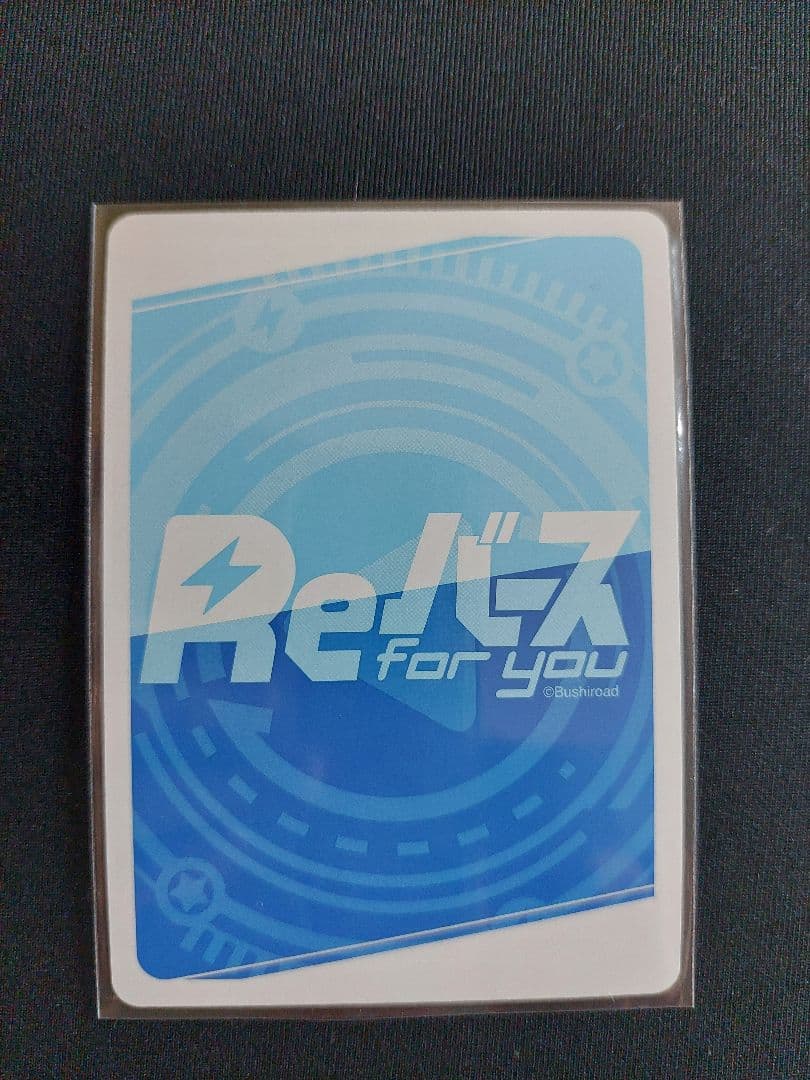 Reバース
for you
©Bushiroad